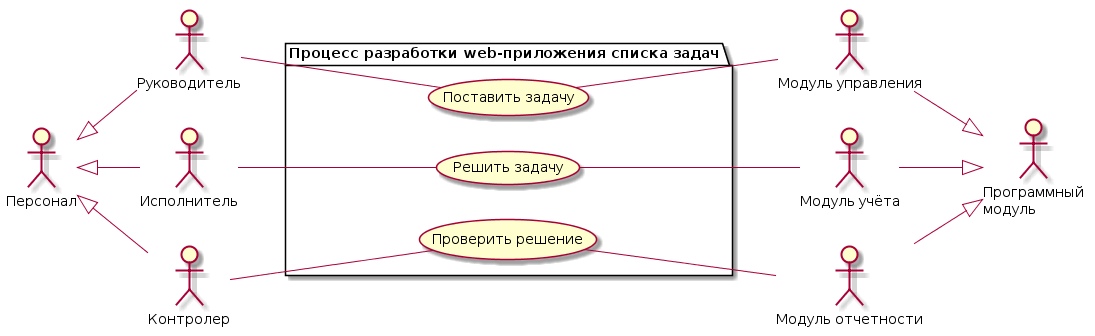 Процесс разработки web-приложения списка задач
Руководитель
Поставить задачу
Модуль управления
Персонал
Исполнитель
Решить задачу
Модуль учёта
Программный
модуль
Контролер
Проверить решение
Модуль отчетности